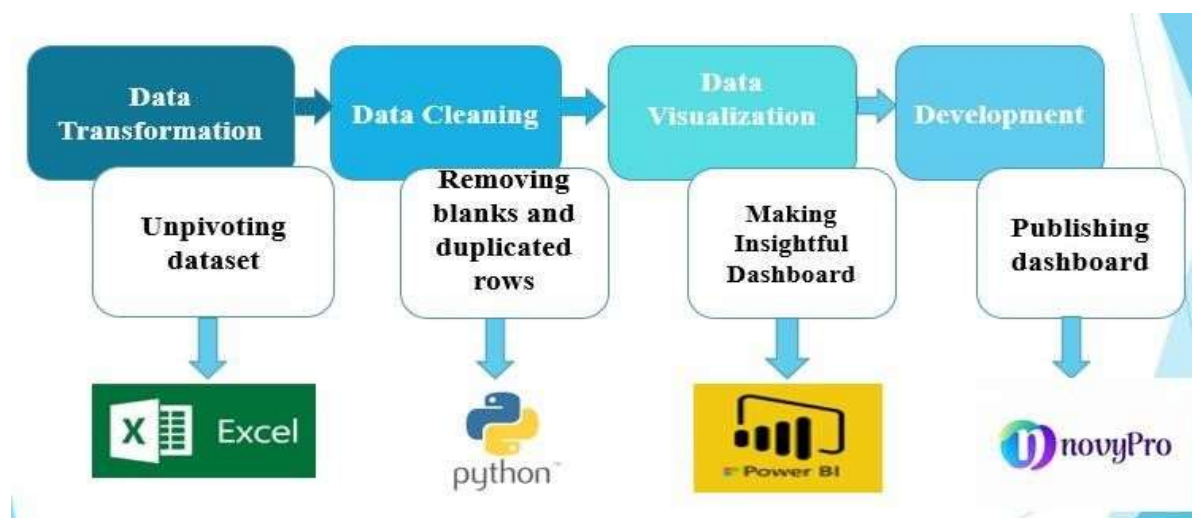 Data
Transformation
Data Cleaning
Data
Visualization
Development
Unpivoting
dataset
Removing
blanks and
duplicated
rows
Making
Insightful
Dashboard
Publishing
dashboard
X Excel
python™
Power BI
n novyPro